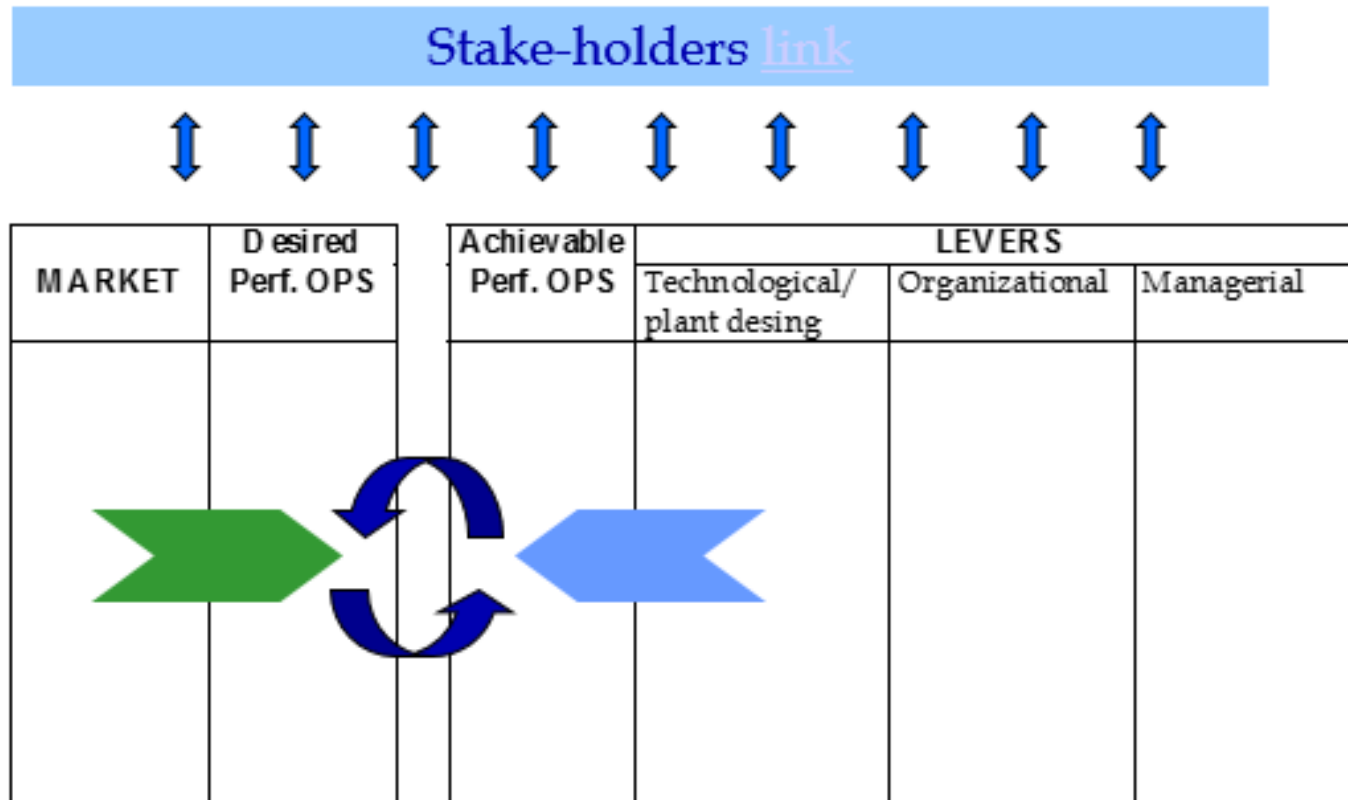 Stake-holders link
MARKET
Desired
Perf. OPS
Achievable
Perf. OPS
LEVERS
Technological/
plant desing
Organizational
Managerial